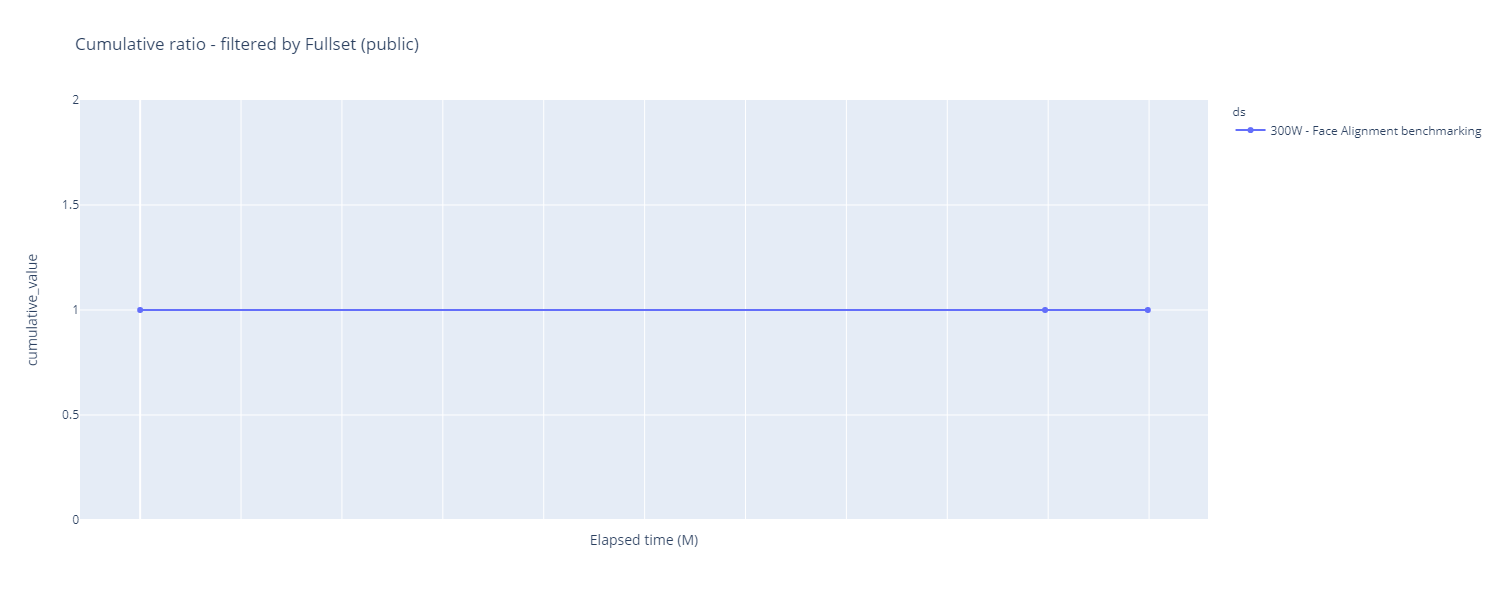 Cumulative ratio - filtered by Fullset (public)
2
1.5
1
0.5
0
cumulative_value
Elapsed time (M)
ds
300W - Face Alignment benchmarking